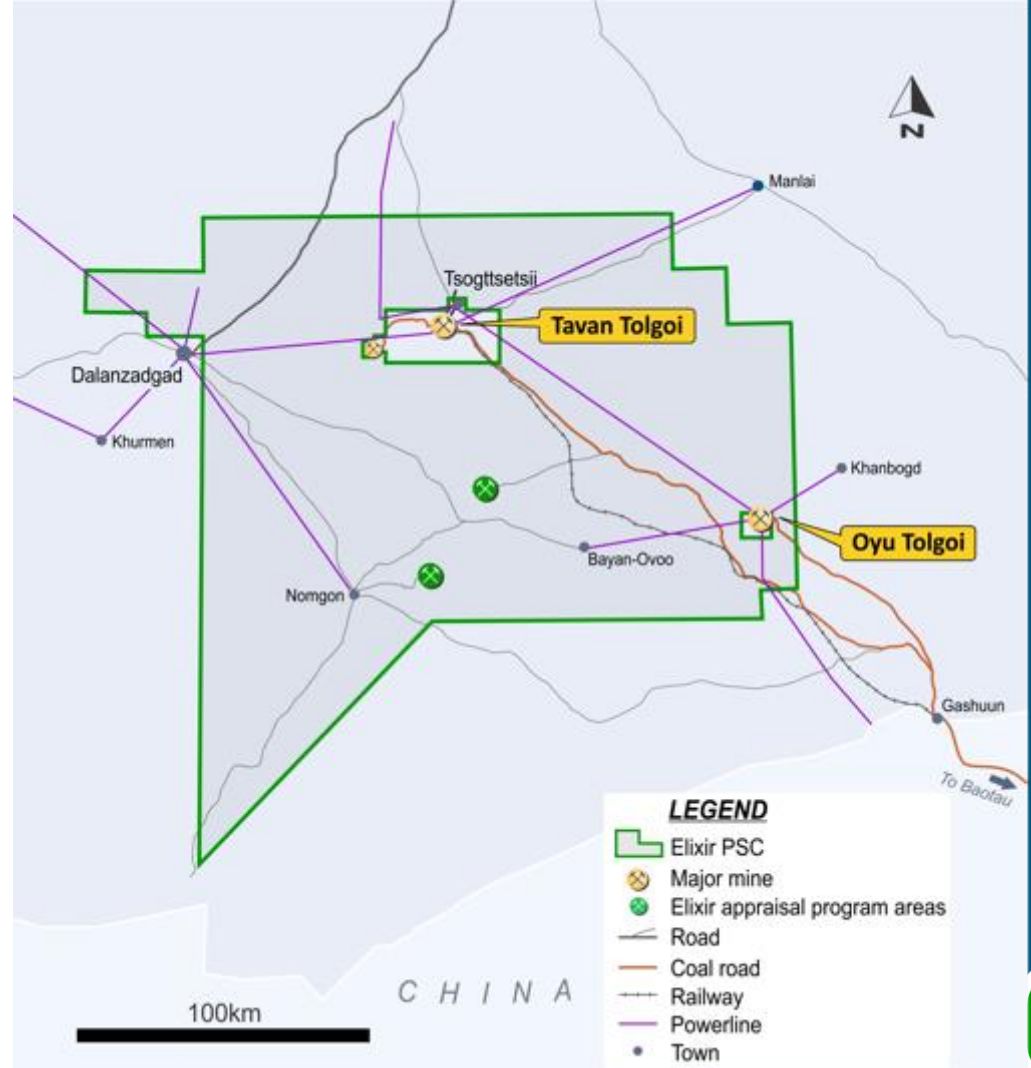 N
Manlai
Tsogttsetsii
Tavan Tolgoi
Dalanzadgad
Khurmen
Khanbogd
Oyu Tolgoi
Bayan-Ovoo
Nomgon
Gashuun
To Baotau
CHINA
100km
LEGEND
Elixir PSC
Major mine
Elixir appraisal program areas
Road
Coal road
Railway
Powerline
Town